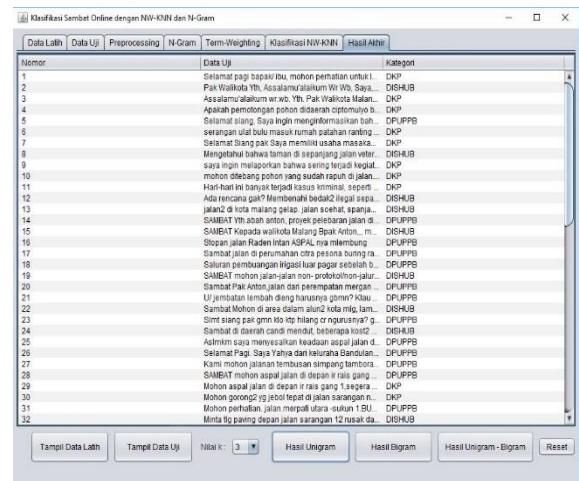 Klasifikasi Sambat Online dengan NW-KNN dan N-Gram
Data Latih Data Uji Preprocessing N-Gram Term-Weighting Klasifikasi NW-KNN Hasil Akhir
Nomor Data Uji Kategori
1 Selamat pagi bapak/ ibu, mohon perhatian untuk l... DKP
2 Pak Walikota Yth, Assalamu'alaikum Wr Wb, Saya,... DISHUB
3 Assalamu'alaikum wr.wb. Yth. Pak Walikota Malan... DKP
4 Apakah pemotongan pohon didaerah ciptomulyo b... DKP
5 Selamat siang, Saya ingin menginformasikan bah... DPUPPB
6 serangan ulat bulu masuk rumah patahan ranting ... DKP
7 Selamat Siang pak Saya memiliki usaha masaka... DKP
8 Mengetahui bahwa taman di sepanjang jalan veter... DISHUB
9 saya ingin melaporkan bahwa sering terjadi kegiat... DKP
10 mohon ditebang pohon yang sudah rapuh di jalan... DKP
11 Hari-hari ini banyak terjadi kasus kriminal, seperti ... DKP
12 Ada rencana gak? Membenahi bedak2 ilegal sepa... DISHUB
13 jalan2 di kota malang gelap. jalan soehat, spanja... DISHUB
14 SAMBAT Yth.abah anton, proyek pelebaran jalan di... DPUPPB
15 SAMBAT Kepada walikota Malang Bpak Anton,,, m... DISHUB
16 Stopan jalan Raden Intan ASPAL nya mlembung DPUPPB
17 Sambat jalan di perumahan citra pesona buring ra... DPUPPB
18 Saluran pembuangan irigasi luar pagar sebelah b... DPUPPB
19 SAMBAT mohon jalan-jalan non- protokol/non-jalur... DISHUB
20 Sambat Pak Anton,jalan dari perempatan mergan ... DPUPPB
21 U/ jembatan lembah dieng harusnya gbmn? Klau ... DPUPPB
22 Sambat Mohon di area dalam alun2 kota mlg, lam... DISHUB
23 Slmt siang pak gmn klo ktp hilang cr ngurusnya? g... DPUPPB
24 Sambat di daerah candi mendut, beberapa kost2 ... DISHUB
25 Aslmkm saya menyesalkan keadaan aspal jalan d... DPUPPB
26 Selamat Pagi. Saya Yahya dari keluraha Bandulan... DPUPPB
27 Kami mohon jalanan tembusan simpang tambora... DPUPPB
28 SAMBAT mohon aspal jalan di depan ir rais gang ... DPUPPB
29 Mohon aspal jalan di depan ir rais gang 1,segera ... DKP
30 Mohon gorong2 yg jebol tepat di jalan sarangan n... DKP
31 Mohon perhatian, jalan.merpati utara -sukun 1.BU... DPUPPB
32 Minta tlg paving depan jalan sarangan 12 rusak da... DISHUB
Tampil Data Latih Tampil Data Uji Nilai k : 3 Hasil Unigram Hasil Bigram Hasil Unigram - Bigram Reset